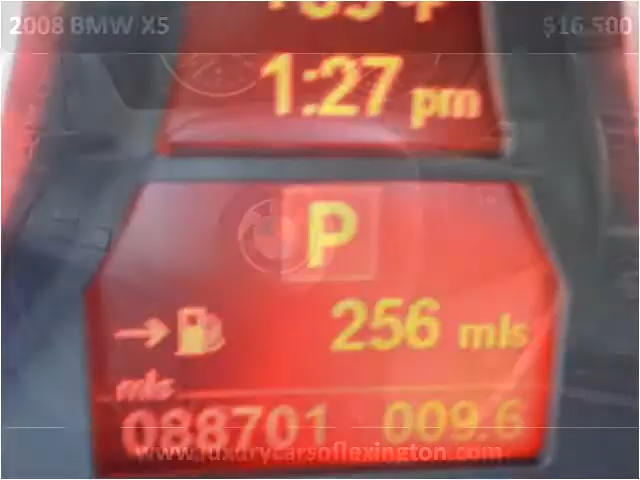 2008 BMW X5 $16,500
1:27 pm
P
256 mls
mls
088701 009.6
www.luxurycarsoflexington.com